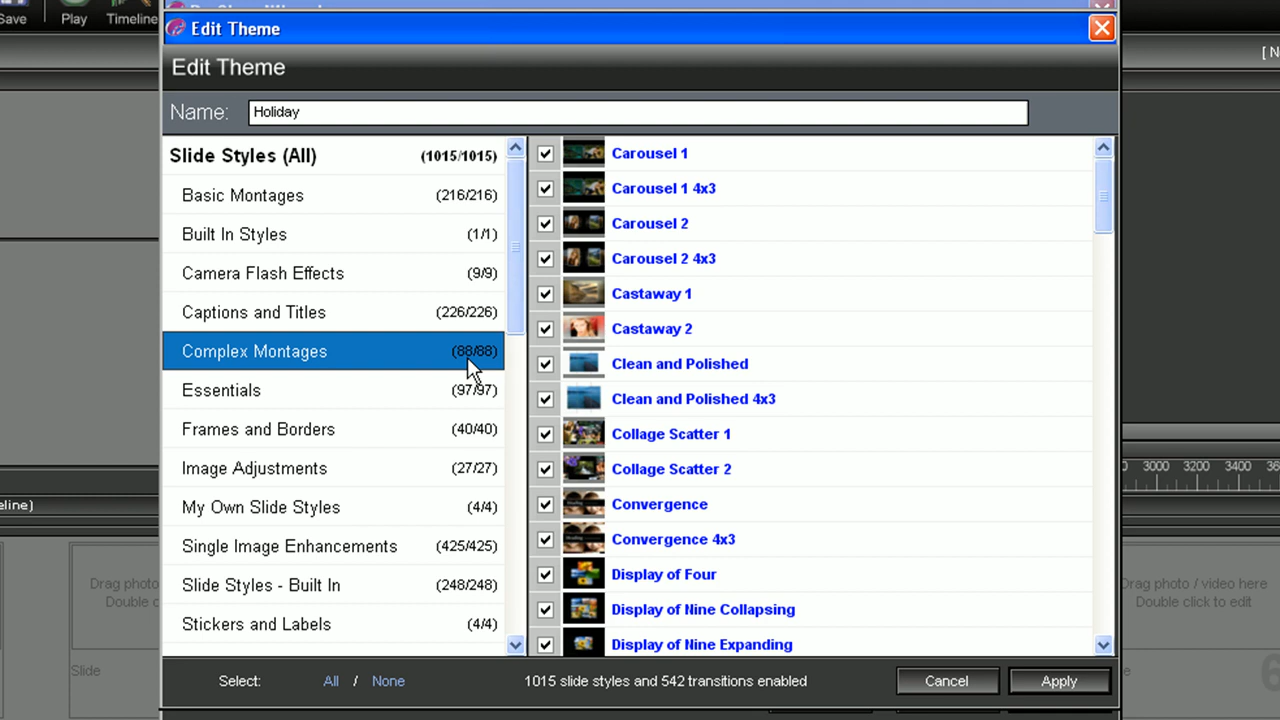 Save
Play
Timeline
Edit Theme
[ N
Edit Theme
Name:
Holiday
Slide Styles (All) (1015/1015)
Basic Montages (216/216)
Built In Styles (1/1)
Camera Flash Effects (9/9)
Captions and Titles (226/226)
Complex Montages (88/88)
Essentials (97/97)
Frames and Borders (40/40)
Image Adjustments (27/27)
My Own Slide Styles (4/4)
Single Image Enhancements (425/425)
Slide Styles - Built In (248/248)
Stickers and Labels (4/4)
Carousel 1
Carousel 1 4x3
Carousel 2
Carousel 2 4x3
Castaway 1
Castaway 2
Clean and Polished
Clean and Polished 4x3
Collage Scatter 1
Collage Scatter 2
Convergence
Convergence 4x3
Display of Four
Display of Nine Collapsing
Display of Nine Expanding
3000 3200 3400
eline)
Drag photo
Double c
Slide
Drag photo / video here
Double click to edit
6
Select: All / None
1015 slide styles and 542 transitions enabled
Cancel
Apply